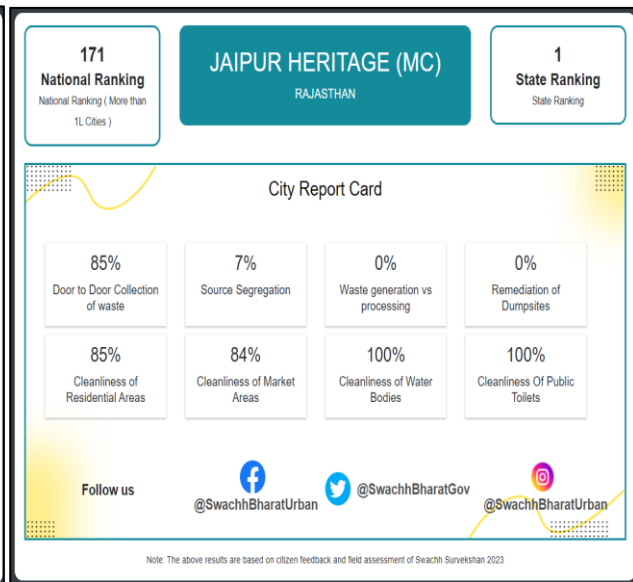 171
National Ranking
National Ranking ( More than
1L Cities )
JAIPUR HERITAGE (MC)
RAJASTHAN
1
State Ranking
State Ranking
City Report Card
85%
Door to Door Collection
of waste
7%
Source Segregation
0%
Waste generation vs
processing
0%
Remediation of
Dumpsites
85%
Cleanliness of
Residential Areas
84%
Cleanliness of Market
Areas
100%
Cleanliness of Water
Bodies
100%
Cleanliness Of Public
Toilets
Follow us
@SwachhBharatUrban
@SwachhBharatGov
@SwachhBharatUrban
Note: The above results are based on citizen feedback and field assessment of Swachh Survekshan 2023